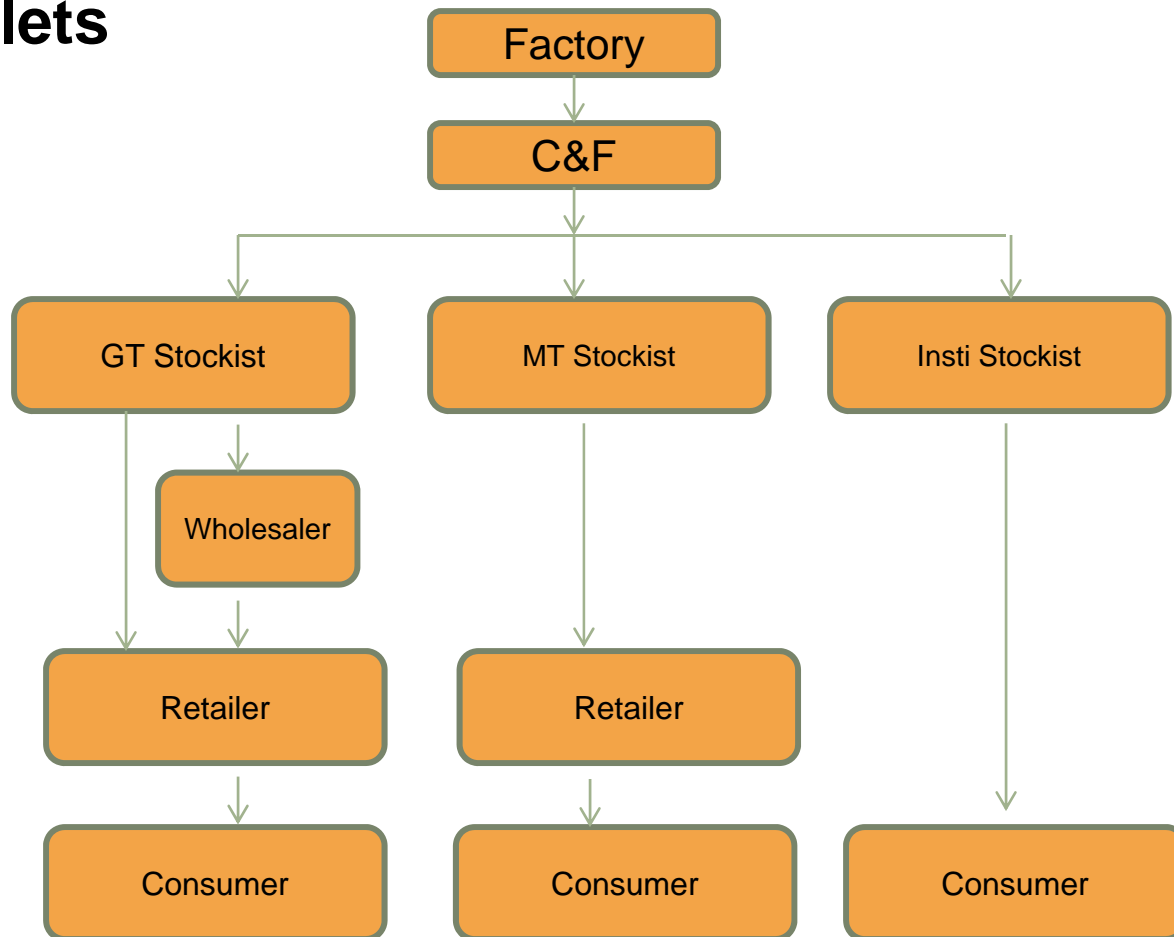 lets
Factory
C&F
GT Stockist
MT Stockist
Insti Stockist
Wholesaler
Retailer
Retailer
Consumer
Consumer
Consumer